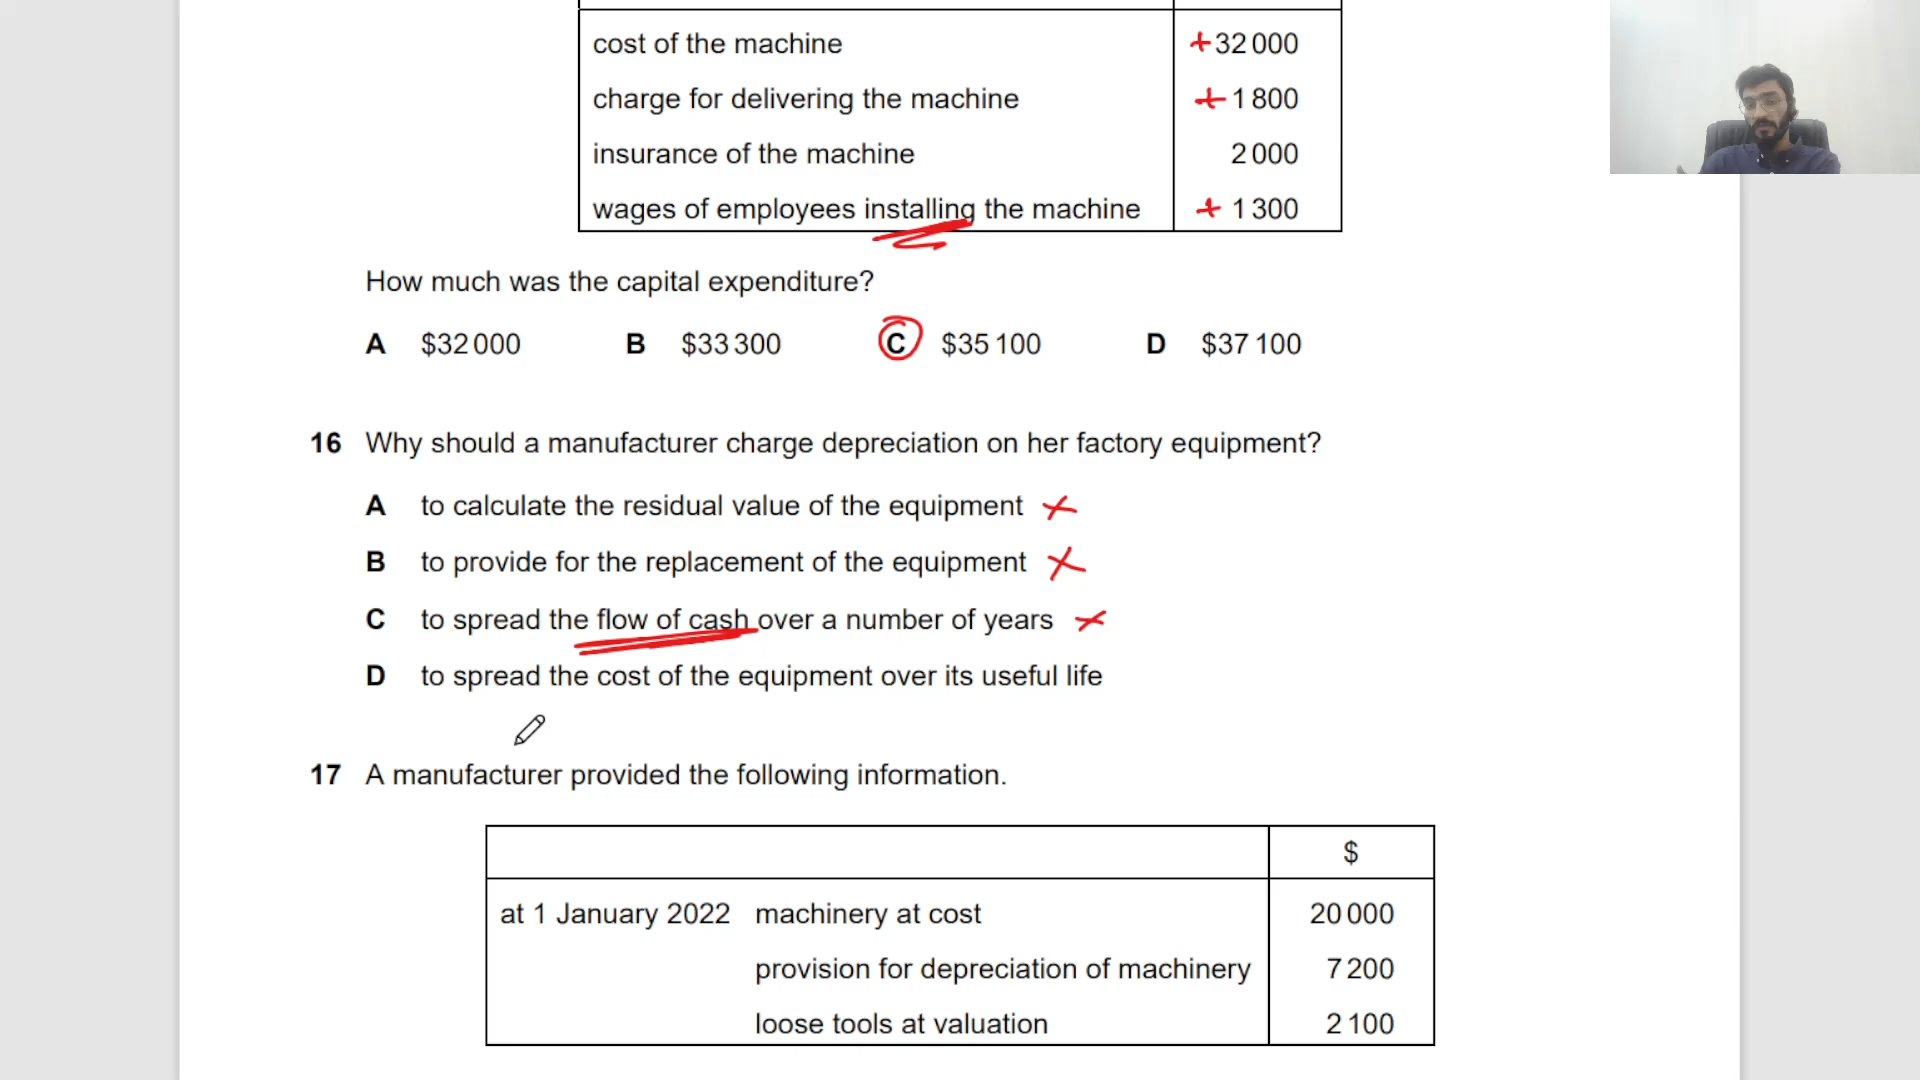 cost of the machine +32 000
charge for delivering the machine + 1 800
insurance of the machine 2 000
wages of employees installing the machine + 1 300
How much was the capital expenditure?
A $32 000 B $33 300 C $35 100 D $37 100
16 Why should a manufacturer charge depreciation on her factory equipment?
A to calculate the residual value of the equipment ×
B to provide for the replacement of the equipment ×
C to spread the flow of cash over a number of years ×
D to spread the cost of the equipment over its useful life
17 A manufacturer provided the following information.
$
at 1 January 2022 machinery at cost 20 000
provision for depreciation of machinery 7 200
loose tools at valuation 2 100